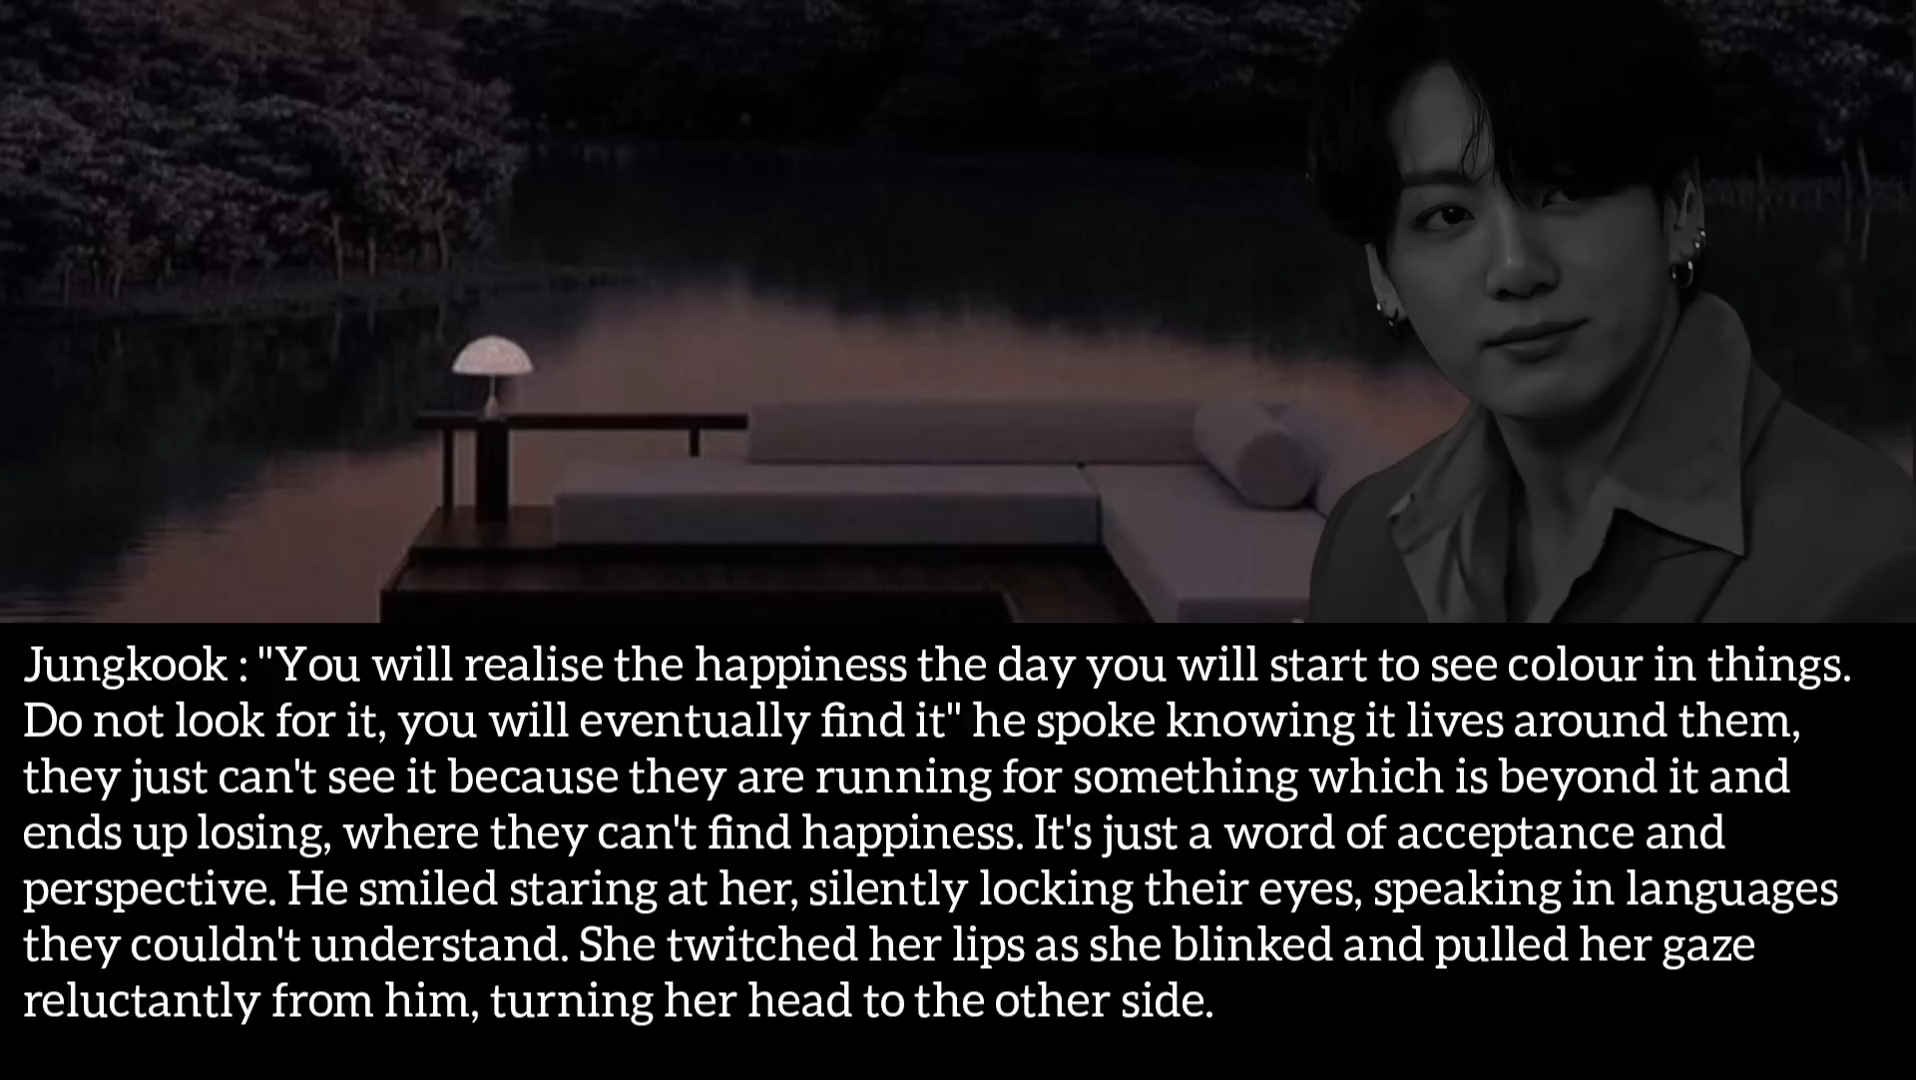 Jungkook : "You will realise the happiness the day you will start to see colour in things.
Do not look for it, you will eventually find it" he spoke knowing it lives around them,
they just can't see it because they are running for something which is beyond it and
ends up losing, where they can't find happiness. It's just a word of acceptance and
perspective. He smiled staring at her, silently locking their eyes, speaking in languages
they couldn't understand. She twitched her lips as she blinked and pulled her gaze
reluctantly from him, turning her head to the other side.